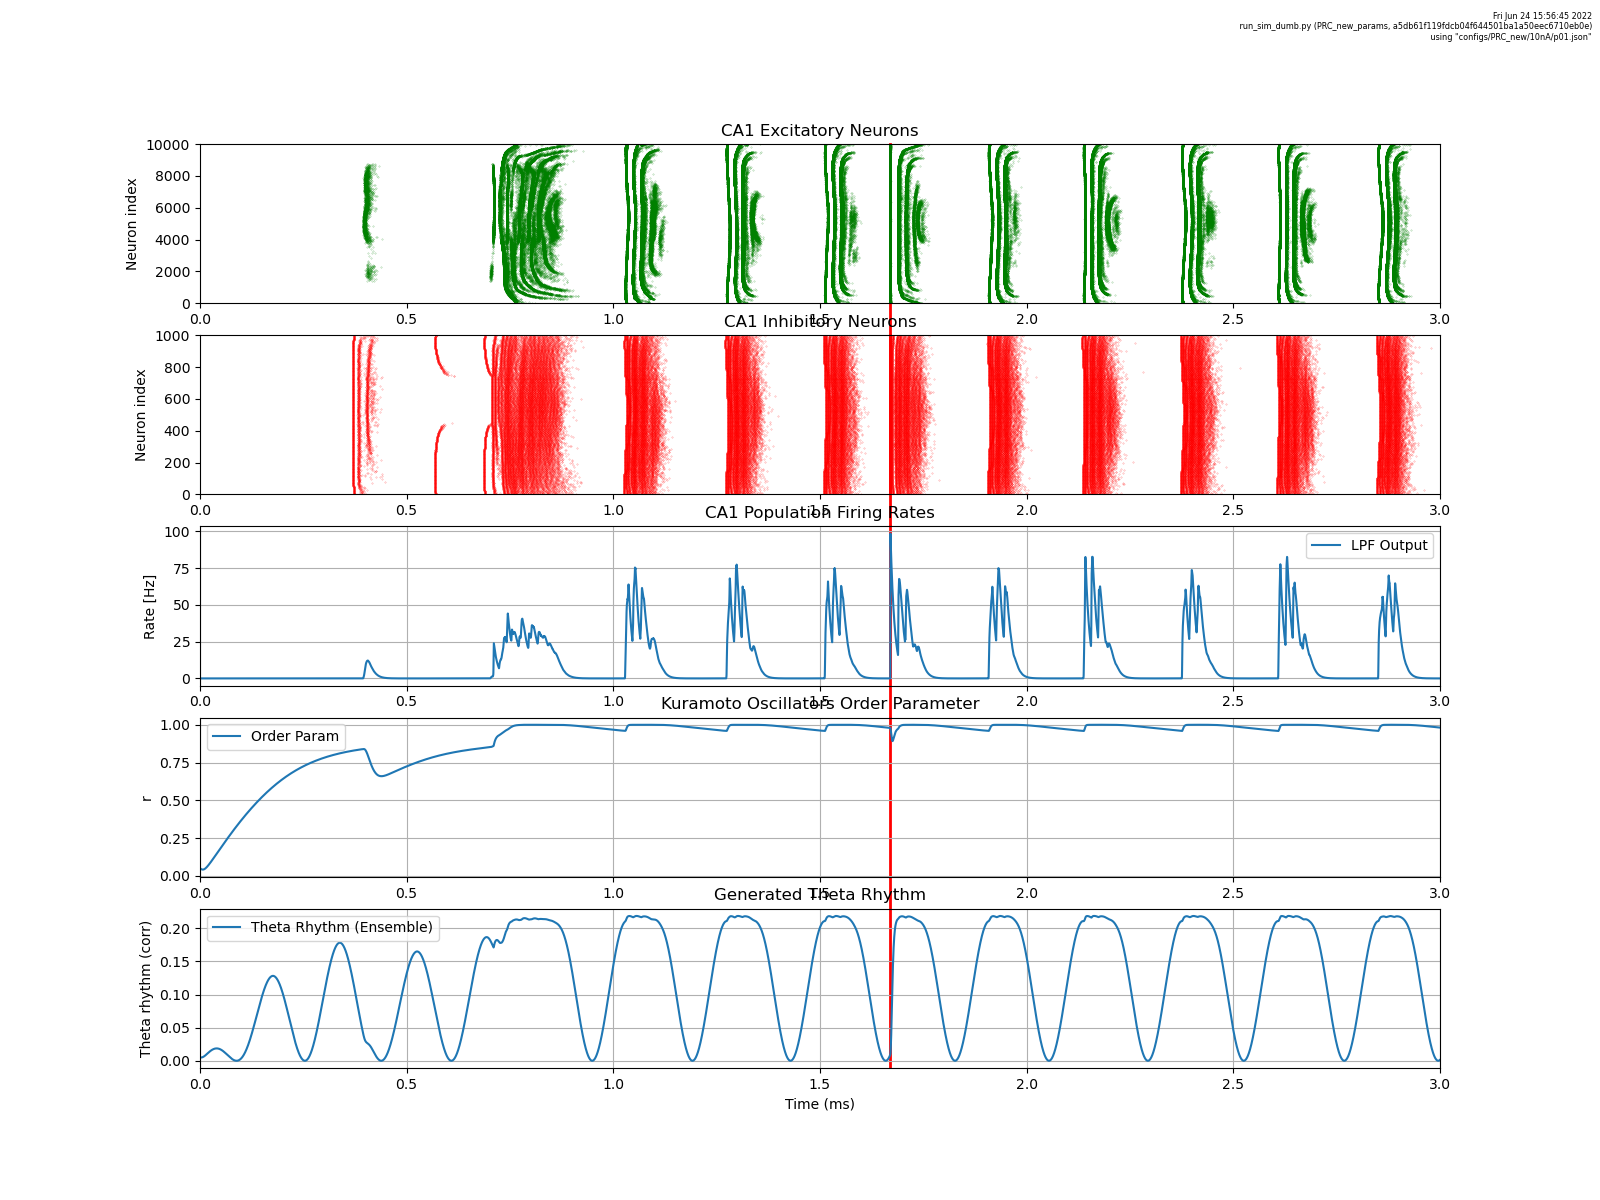 Fri Jun 24 15:56:45 2022
run_sim_dumb.py (PRC_new_params, a5db61f119fdcb04f644501ba1a50eec6710eb0e)
using "configs/PRC_new/10nA/p01.json"
CA1 Excitatory Neurons
Neuron index
10000
8000
6000
4000
2000
0
0.0 0.5 1.0 1.5 2.0 2.5 3.0
CA1 Inhibitory Neurons
Neuron index
1000
800
600
400
200
0
0.0 0.5 1.0 1.5 2.0 2.5 3.0
CA1 Population Firing Rates
Rate [Hz]
100
75
50
25
0
LPF Output
0.0 0.5 1.0 1.5 2.0 2.5 3.0
Kuramoto Oscillators Order Parameter
r
1.00
0.75
0.50
0.25
0.00
Order Param
0.0 0.5 1.0 1.5 2.0 2.5 3.0
Generated Theta Rhythm
Theta rhythm (corr)
0.20
0.15
0.10
0.05
0.00
Theta Rhythm (Ensemble)
0.0 0.5 1.0 1.5 2.0 2.5 3.0
Time (ms)